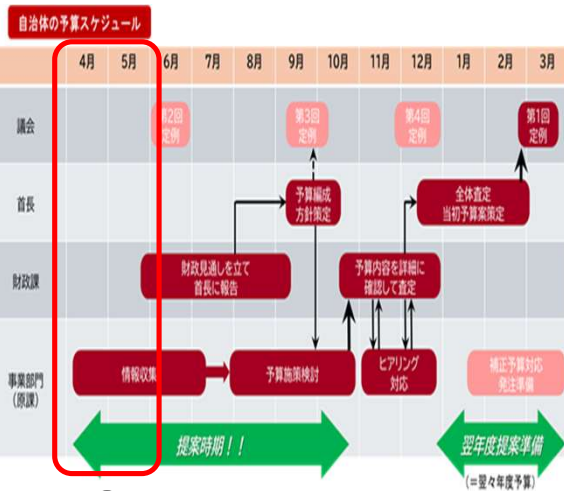 自治体の予算スケジュール
4月 5月 6月 7月 8月 9月 10月 11月 12月 1月 2月 3月
議会
第2回
定例
第3回
定例
第4回
定例
第1回
定例
首長
予算編成
方針策定
全体査定
当初予算案策定
財政課
財政見通しを立て
首長に報告
予算内容を詳細に
確認して査定
事業部門
(原課)
情報収集
予算施策検討
ヒアリング
対応
補正予算対応
発注準備
提案時期!!
翌年度提案準備
(=翌々年度予算)